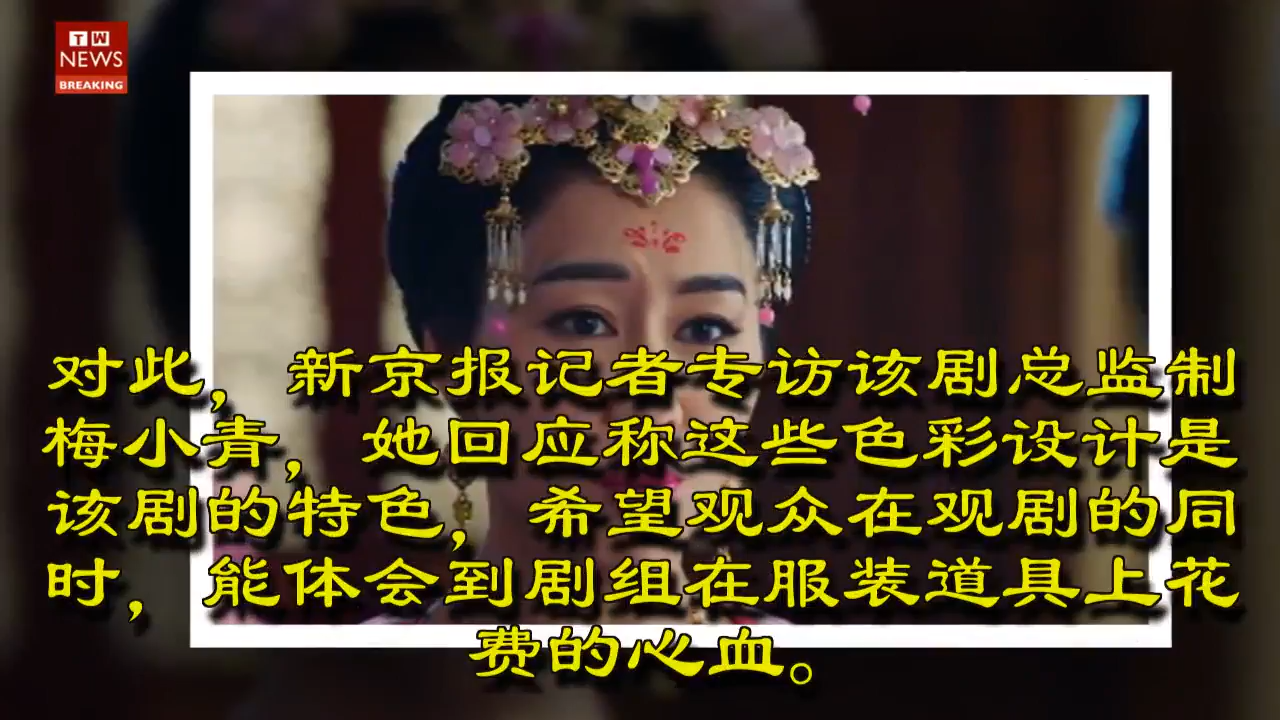 TW
NEWS
BREAKING
对此，新京报记者专访该剧总监制
梅小青，她回应称这些色彩设计是
该剧的特色，希望观众在观剧的同
时，能体会到剧组在服装道具上花
费的心血。